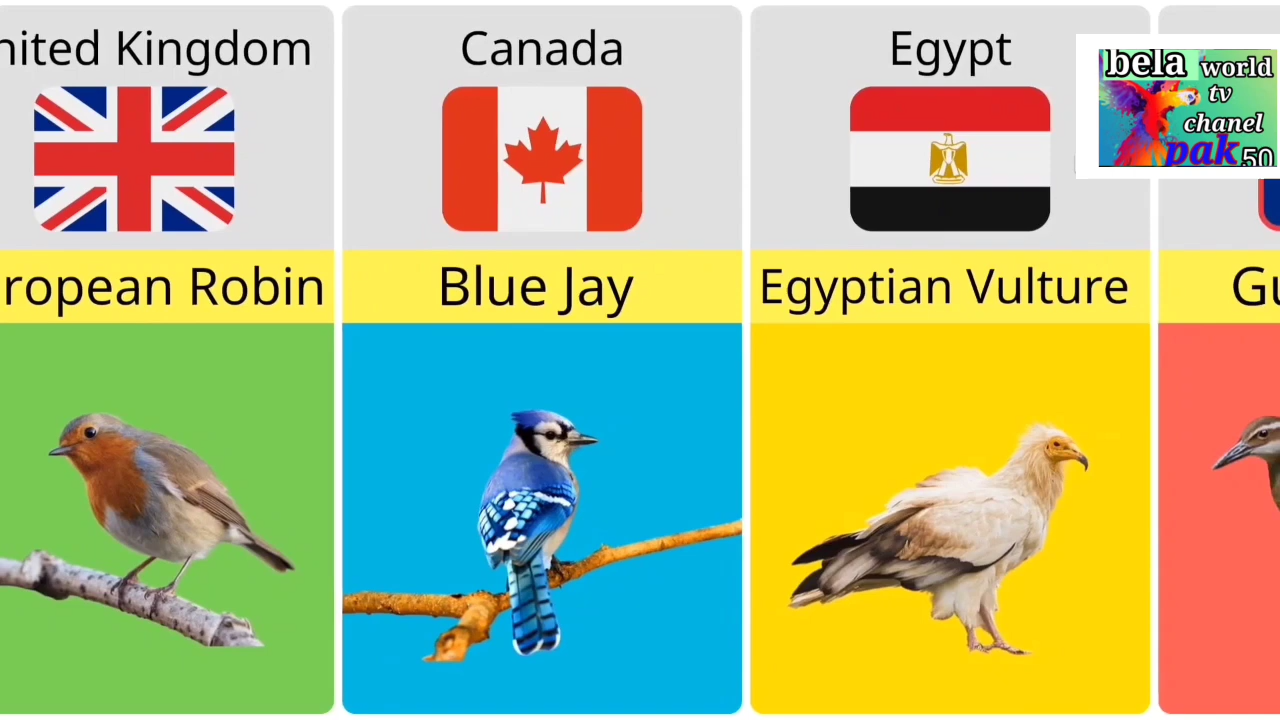 nited Kingdom
Canada
Egypt
ropean Robin
Blue Jay
Egyptian Vulture
Gu
bela world
tv
chanel
pak 50